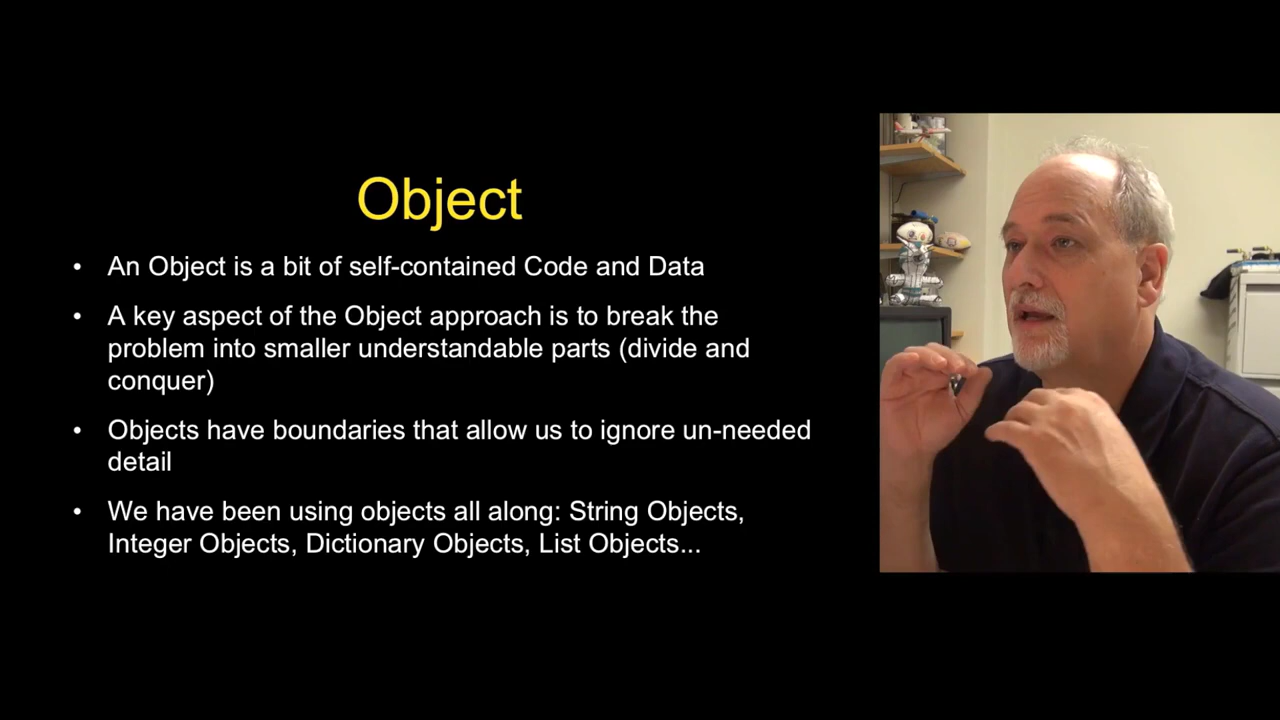 Object
• An Object is a bit of self-contained Code and Data
• A key aspect of the Object approach is to break the
problem into smaller understandable parts (divide and
conquer)
• Objects have boundaries that allow us to ignore un-needed
detail
• We have been using objects all along: String Objects,
Integer Objects, Dictionary Objects, List Objects...